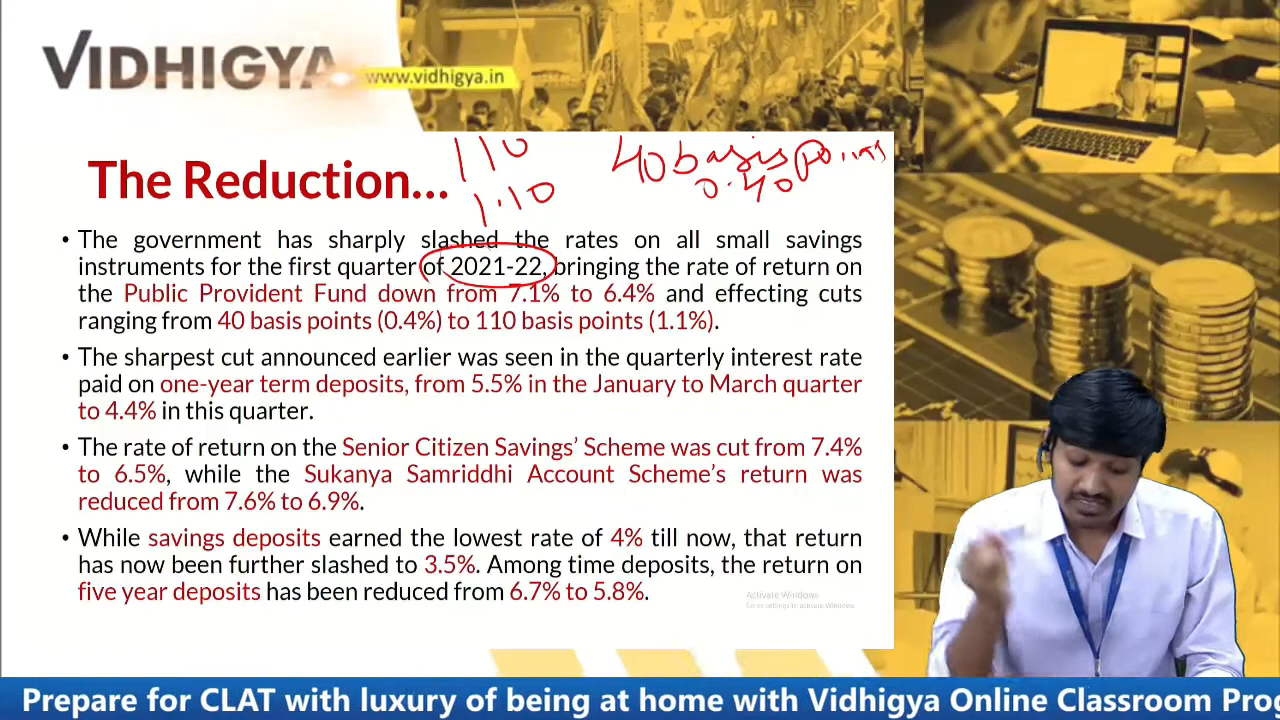 VIDHIGYA
www.vidhigya.in
110
40 basis points
The Reduction...
1.10
0.40
• The government has sharply slashed the rates on all small savings
instruments for the first quarter of 2021-22, bringing the rate of return on
the Public Provident Fund down from 7.1% to 6.4% and effecting cuts
ranging from 40 basis points (0.4%) to 110 basis points (1.1%).
• The sharpest cut announced earlier was seen in the quarterly interest rate
paid on one-year term deposits, from 5.5% in the January to March quarter
to 4.4% in this quarter.
• The rate of return on the Senior Citizen Savings’ Scheme was cut from 7.4%
to 6.5%, while the Sukanya Samriddhi Account Scheme’s return was
reduced from 7.6% to 6.9%.
• While savings deposits earned the lowest rate of 4% till now, that return
has now been further slashed to 3.5%. Among time deposits, the return on
five year deposits has been reduced from 6.7% to 5.8%.
Activate Windows
Go to settings to activate Windows.
Prepare for CLAT with luxury of being at home with Vidhigya Online Classroom Prog